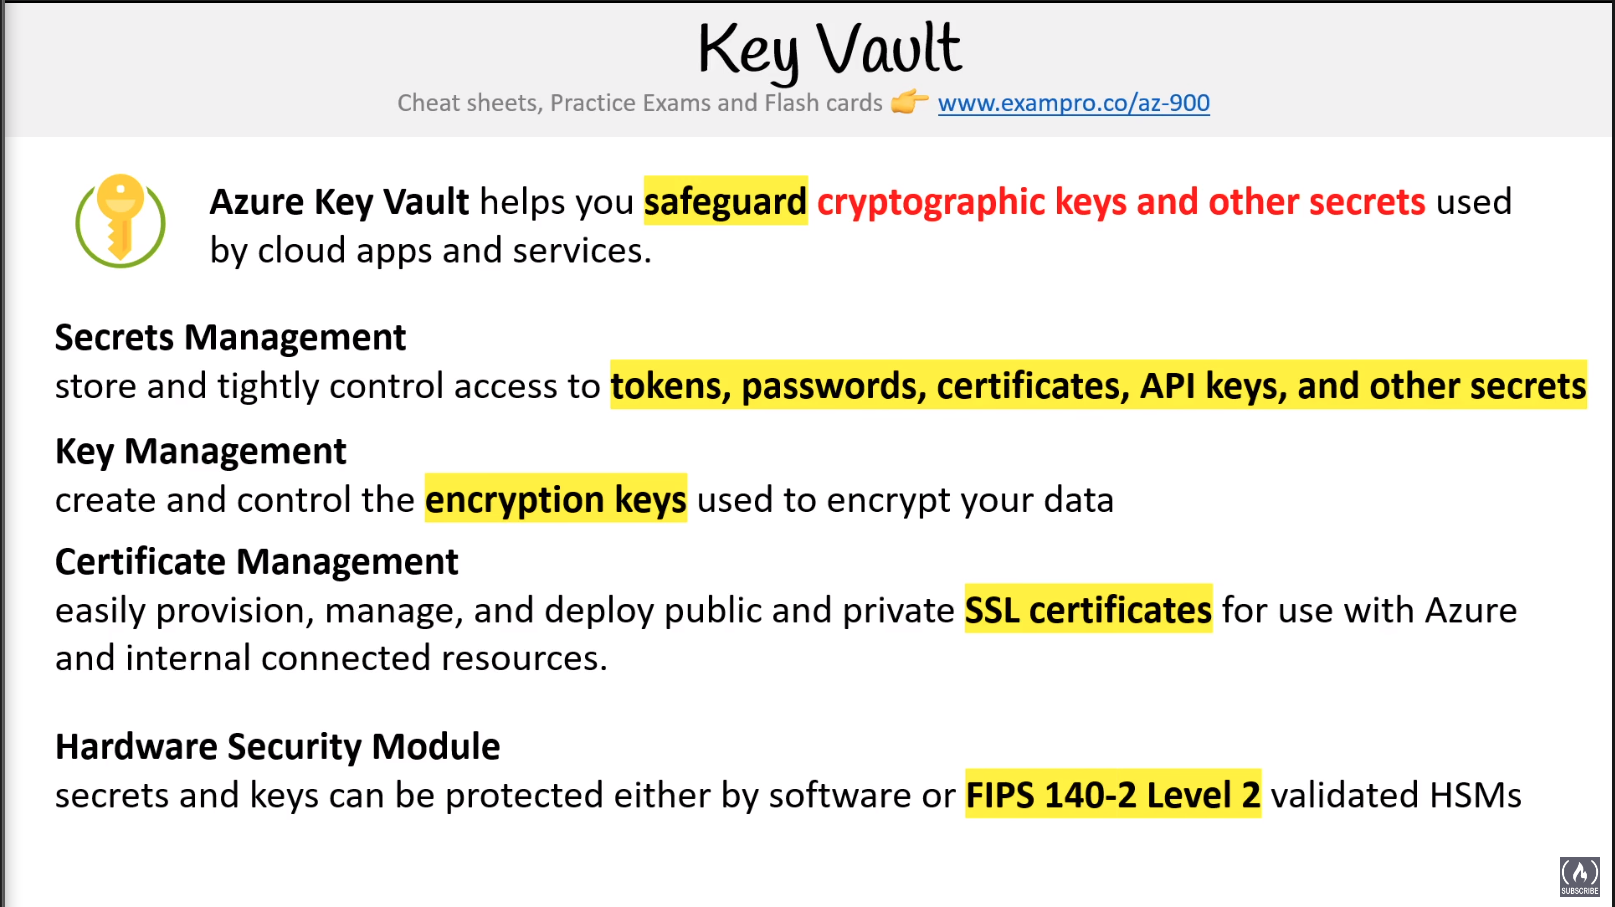 Key Vault
Cheat sheets, Practice Exams and Flash cards 👉 www.exampro.co/az-900
Azure Key Vault helps you safeguard cryptographic keys and other secrets used
by cloud apps and services.
Secrets Management
store and tightly control access to tokens, passwords, certificates, API keys, and other secrets
Key Management
create and control the encryption keys used to encrypt your data
Certificate Management
easily provision, manage, and deploy public and private SSL certificates for use with Azure
and internal connected resources.
Hardware Security Module
secrets and keys can be protected either by software or FIPS 140-2 Level 2 validated HSMs
SUBSCRIBE